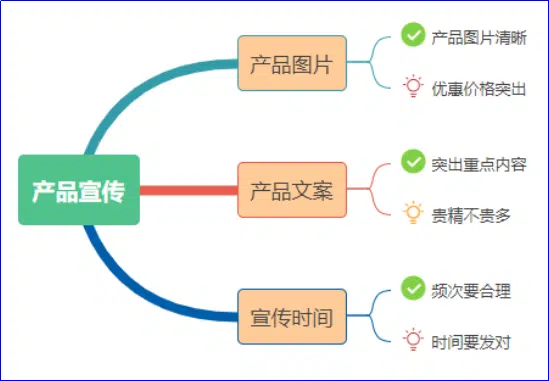 产品宣传
产品图片
产品图片清晰
优惠价格突出
产品文案
突出重点内容
贵精不贵多
宣传时间
频次要合理
时间要发对